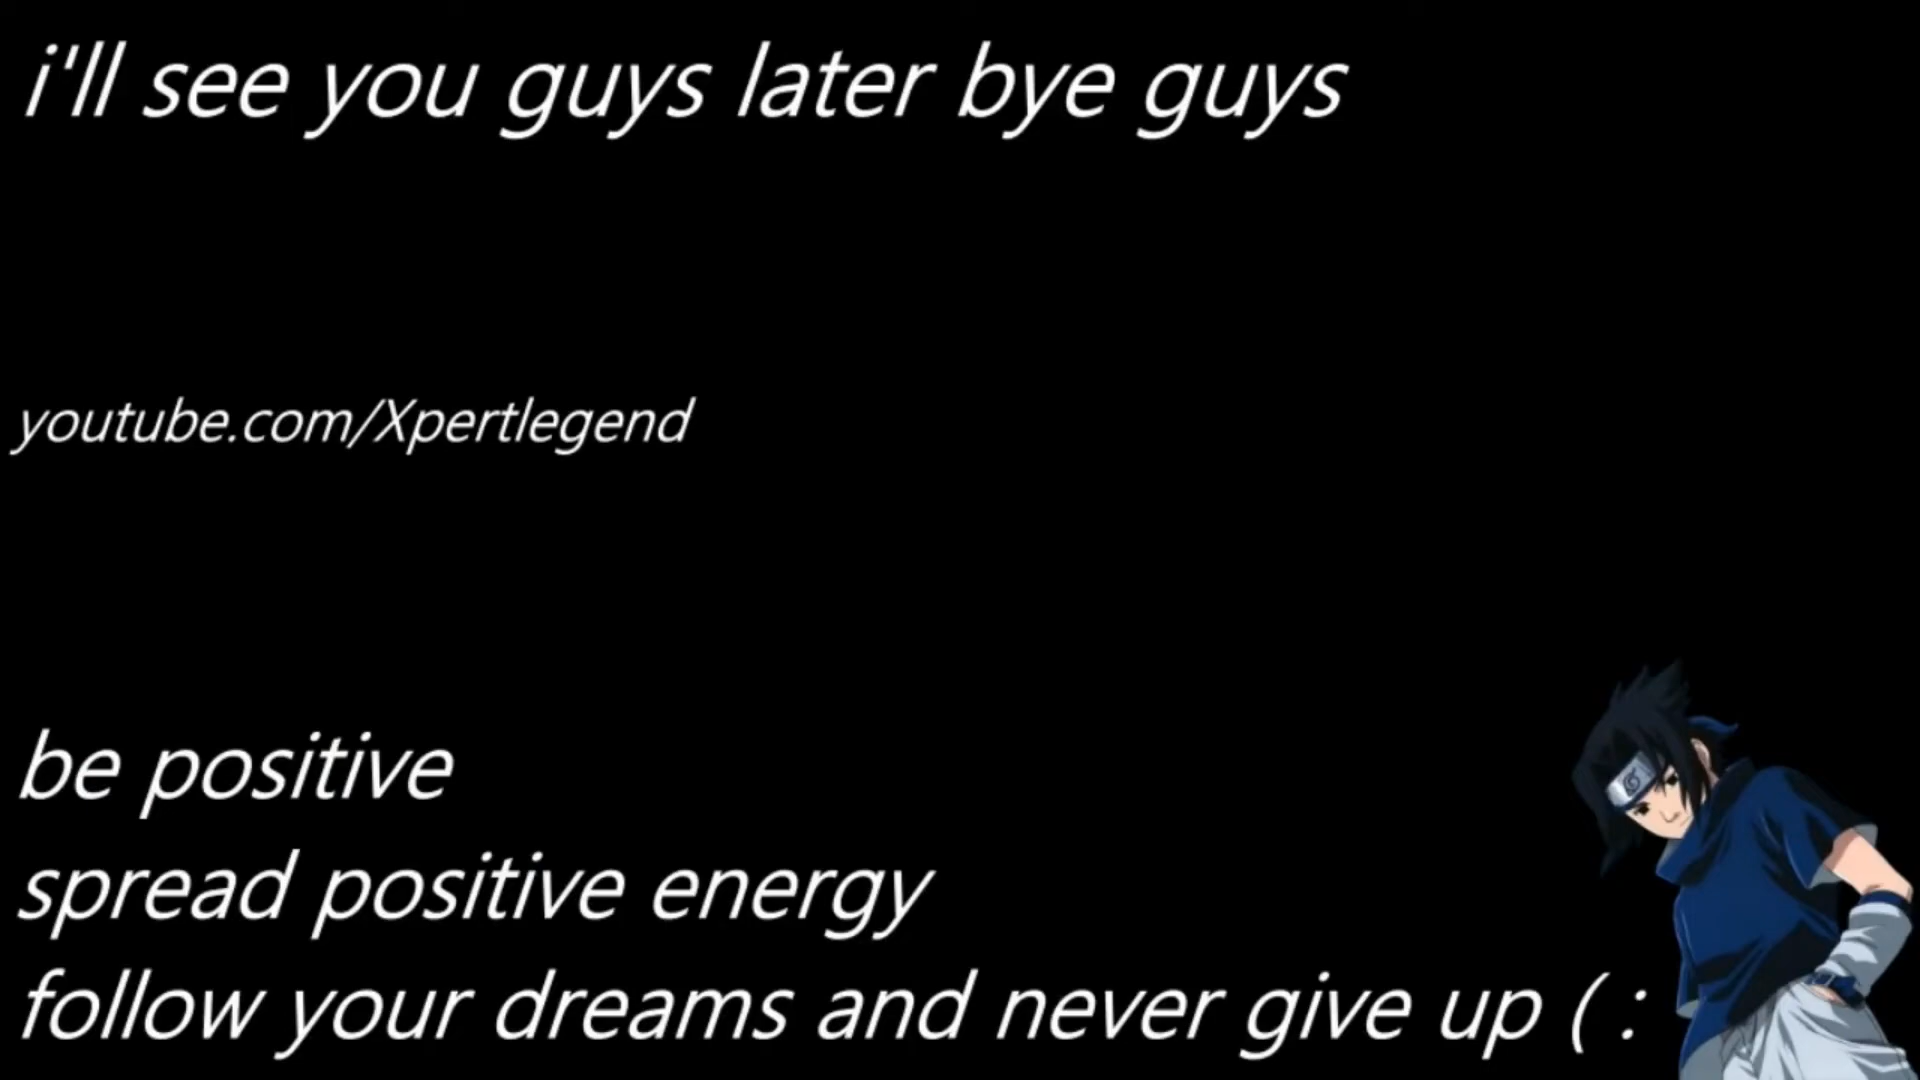 i'll see you guys later bye guys
youtube.com/Xpertlegend
be positive
spread positive energy
follow your dreams and never give up ( :